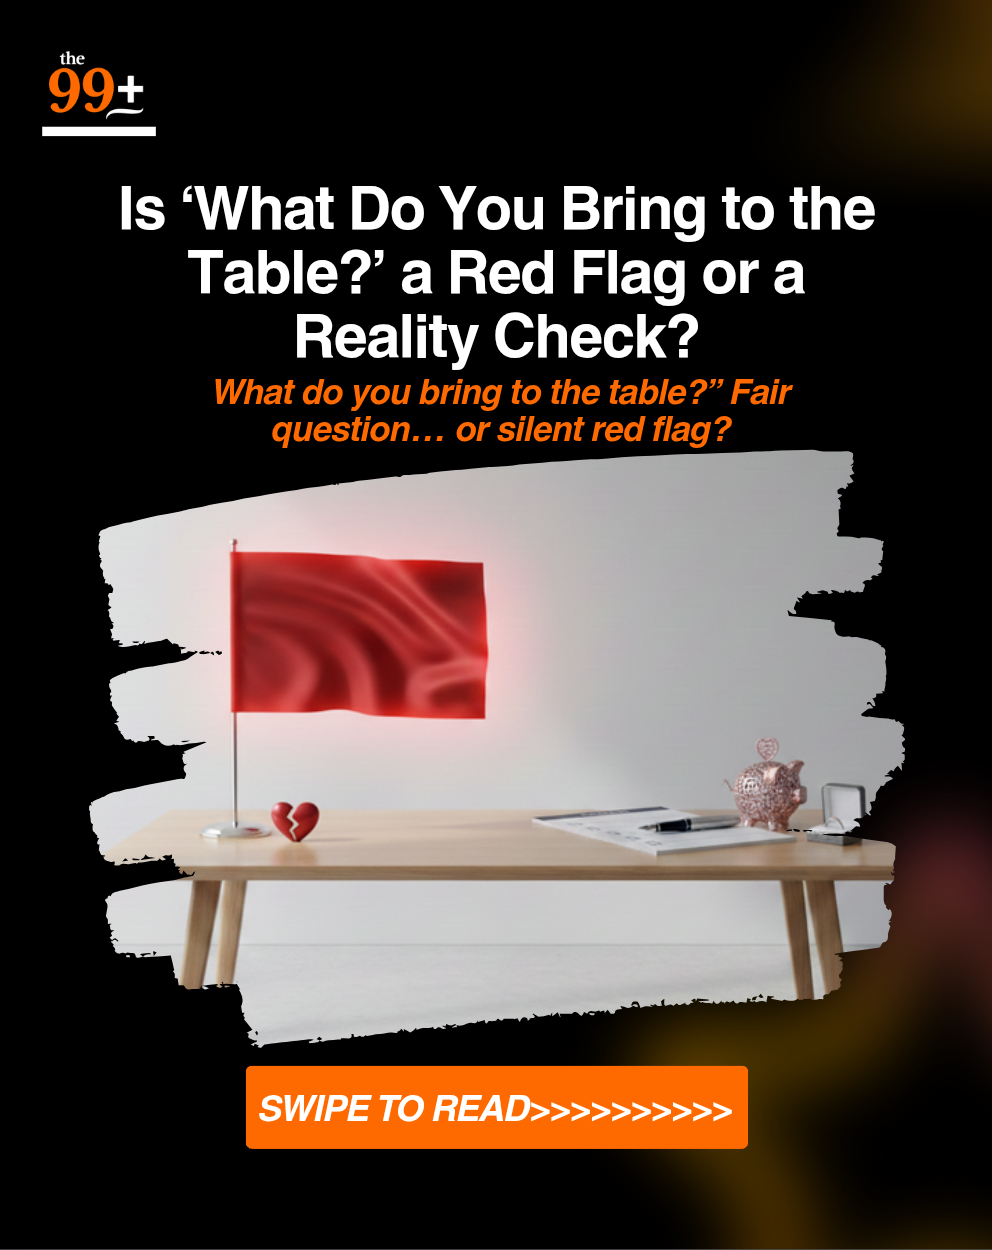 the
99+
Is ‘What Do You Bring to the
Table?’ a Red Flag or a
Reality Check?
What do you bring to the table?” Fair
question… or silent red flag?
SWIPE TO READ>>>>>>>>>>